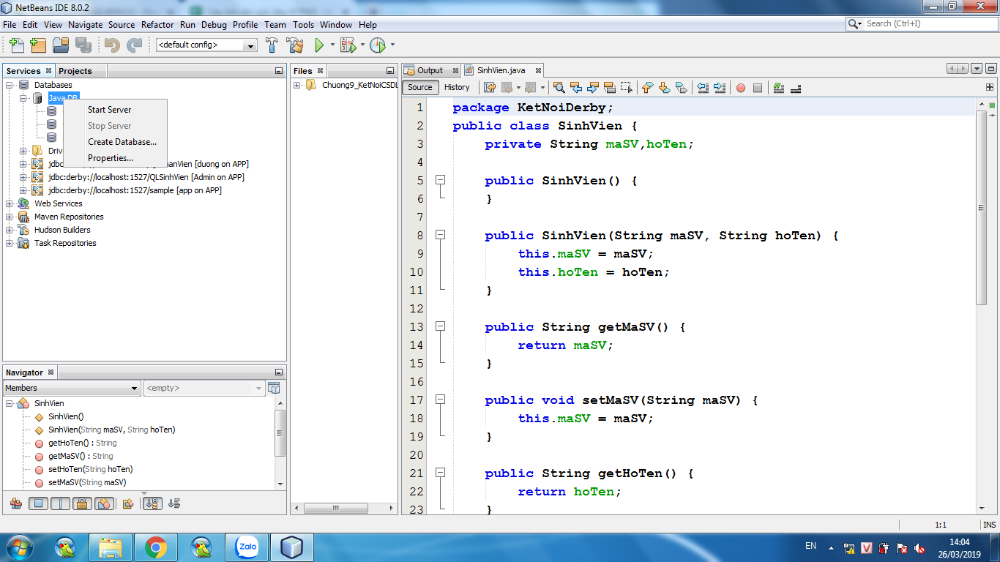 NetBeans IDE 8.0.2
File Edit View Navigate Source Refactor Run Debug Profile Team Tools Window Help
Search (Ctrl+I)
<default config>
Services Projects
Databases
Java DB
Start Server
Stop Server
Create Database...
Properties...
Driv
jdbc
anVien [duong on APP]
jdbc:derby://localhost:1527/QLSinhVien [Admin on APP]
jdbc:derby://localhost:1527/sample [app on APP]
Web Services
Maven Repositories
Hudson Builders
Task Repositories
Navigator
Members
<empty>
SinhVien
SinhVien()
SinhVien(String maSV, String hoTen)
getHoTen() : String
getMaSV() : String
setHoTen(String hoTen)
setMaSV(String maSV)
Files
Chuong9_KetNoiCSDL
Output SinhVien.java
Source History
1 package KetNoiDerby;
2 public class SinhVien {
3 private String maSV,hoTen;
4
5 public SinhVien() {
6 }
7
8 public SinhVien(String maSV, String hoTen) {
9 this.maSV = maSV;
10 this.hoTen = hoTen;
11 }
12
13 public String getMaSV() {
14 return maSV;
15 }
16
17 public void setMaSV(String maSV) {
18 this.maSV = maSV;
19 }
20
21 public String getHoTen() {
22 return hoTen;
23 }
1:1 INS
Zalo
EN
14:04
26/03/2019